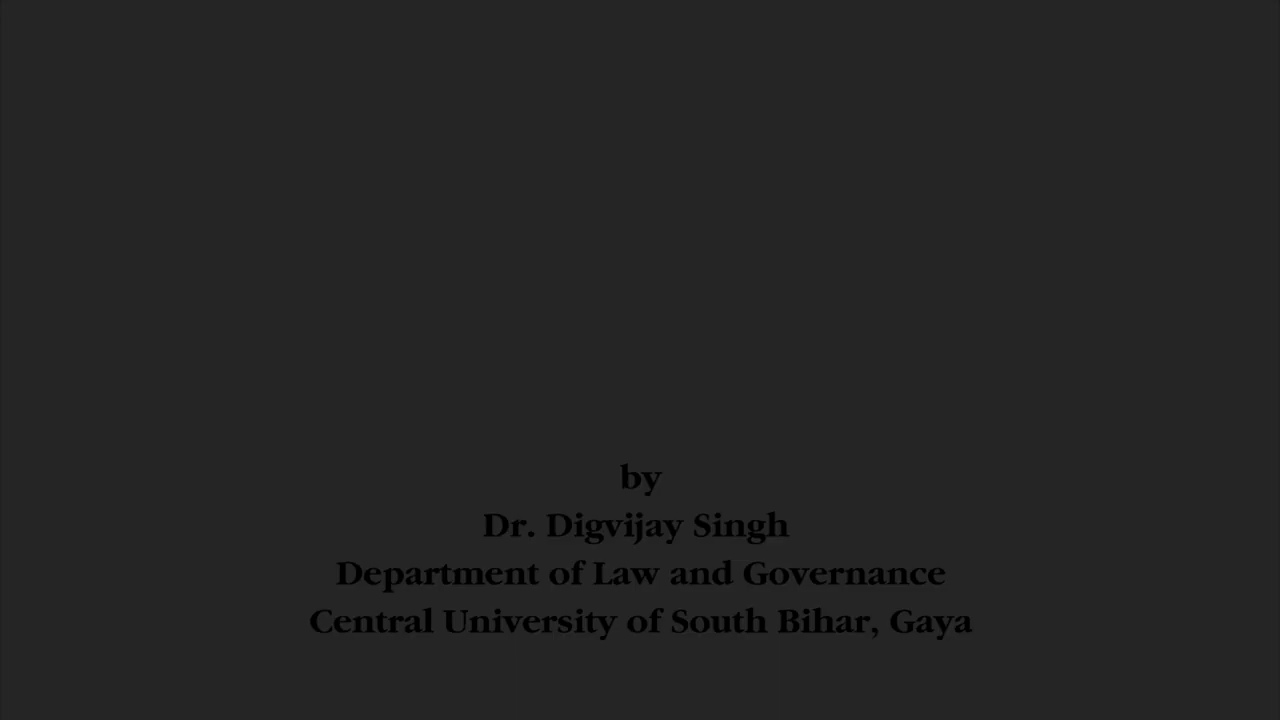 by
Dr. Digvijay Singh
Department of Law and Governance
Central University of South Bihar, Gaya